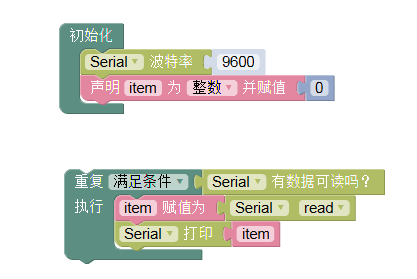 初始化
Serial 波特率 9600
声明 item 为 整数 并赋值 0
重复 满足条件 Serial 有数据可读吗？
执行 item 赋值为 Serial read
Serial 打印 item